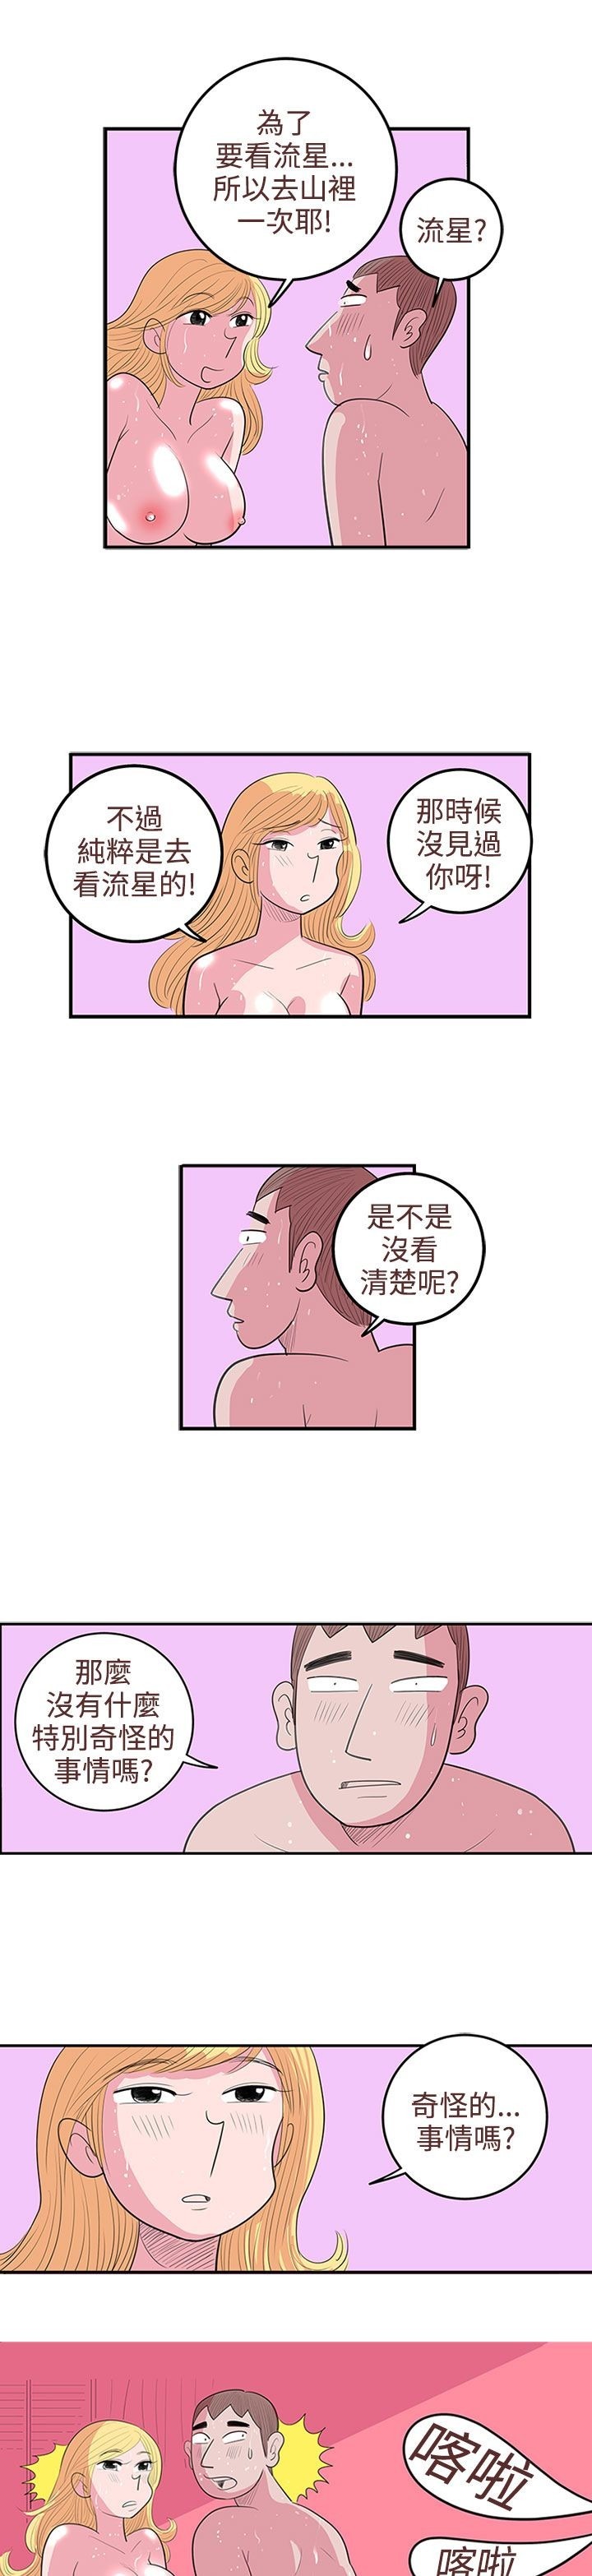 為了
要看流星...
所以去山裡
一次耶!
流星?
不過
純粹是去
看流星的!
那時候
沒見過
你呀!
是不是
沒看
清楚呢?
那麼
沒有什麼
特別奇怪的
事情嗎?
奇怪的...
事情嗎?
喀啦
喀啦